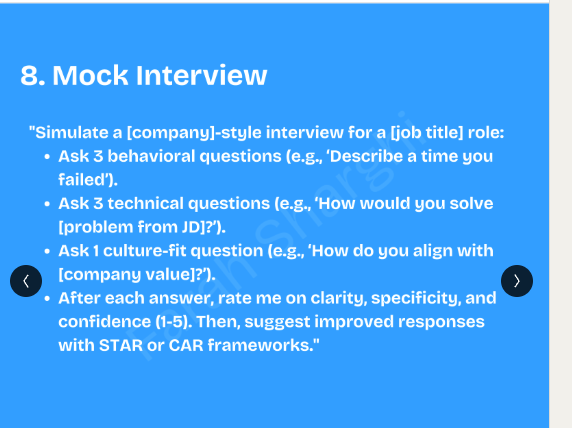 8. Mock Interview
"Simulate a [company]-style interview for a [job title] role:
• Ask 3 behavioral questions (e.g., ‘Describe a time you
failed’).
• Ask 3 technical questions (e.g., ‘How would you solve
[problem from JD]?’).
• Ask 1 culture-fit question (e.g., ‘How do you align with
[company value]?’).
• After each answer, rate me on clarity, specificity, and
confidence (1-5). Then, suggest improved responses
with STAR or CAR frameworks."
Farah Sharghi